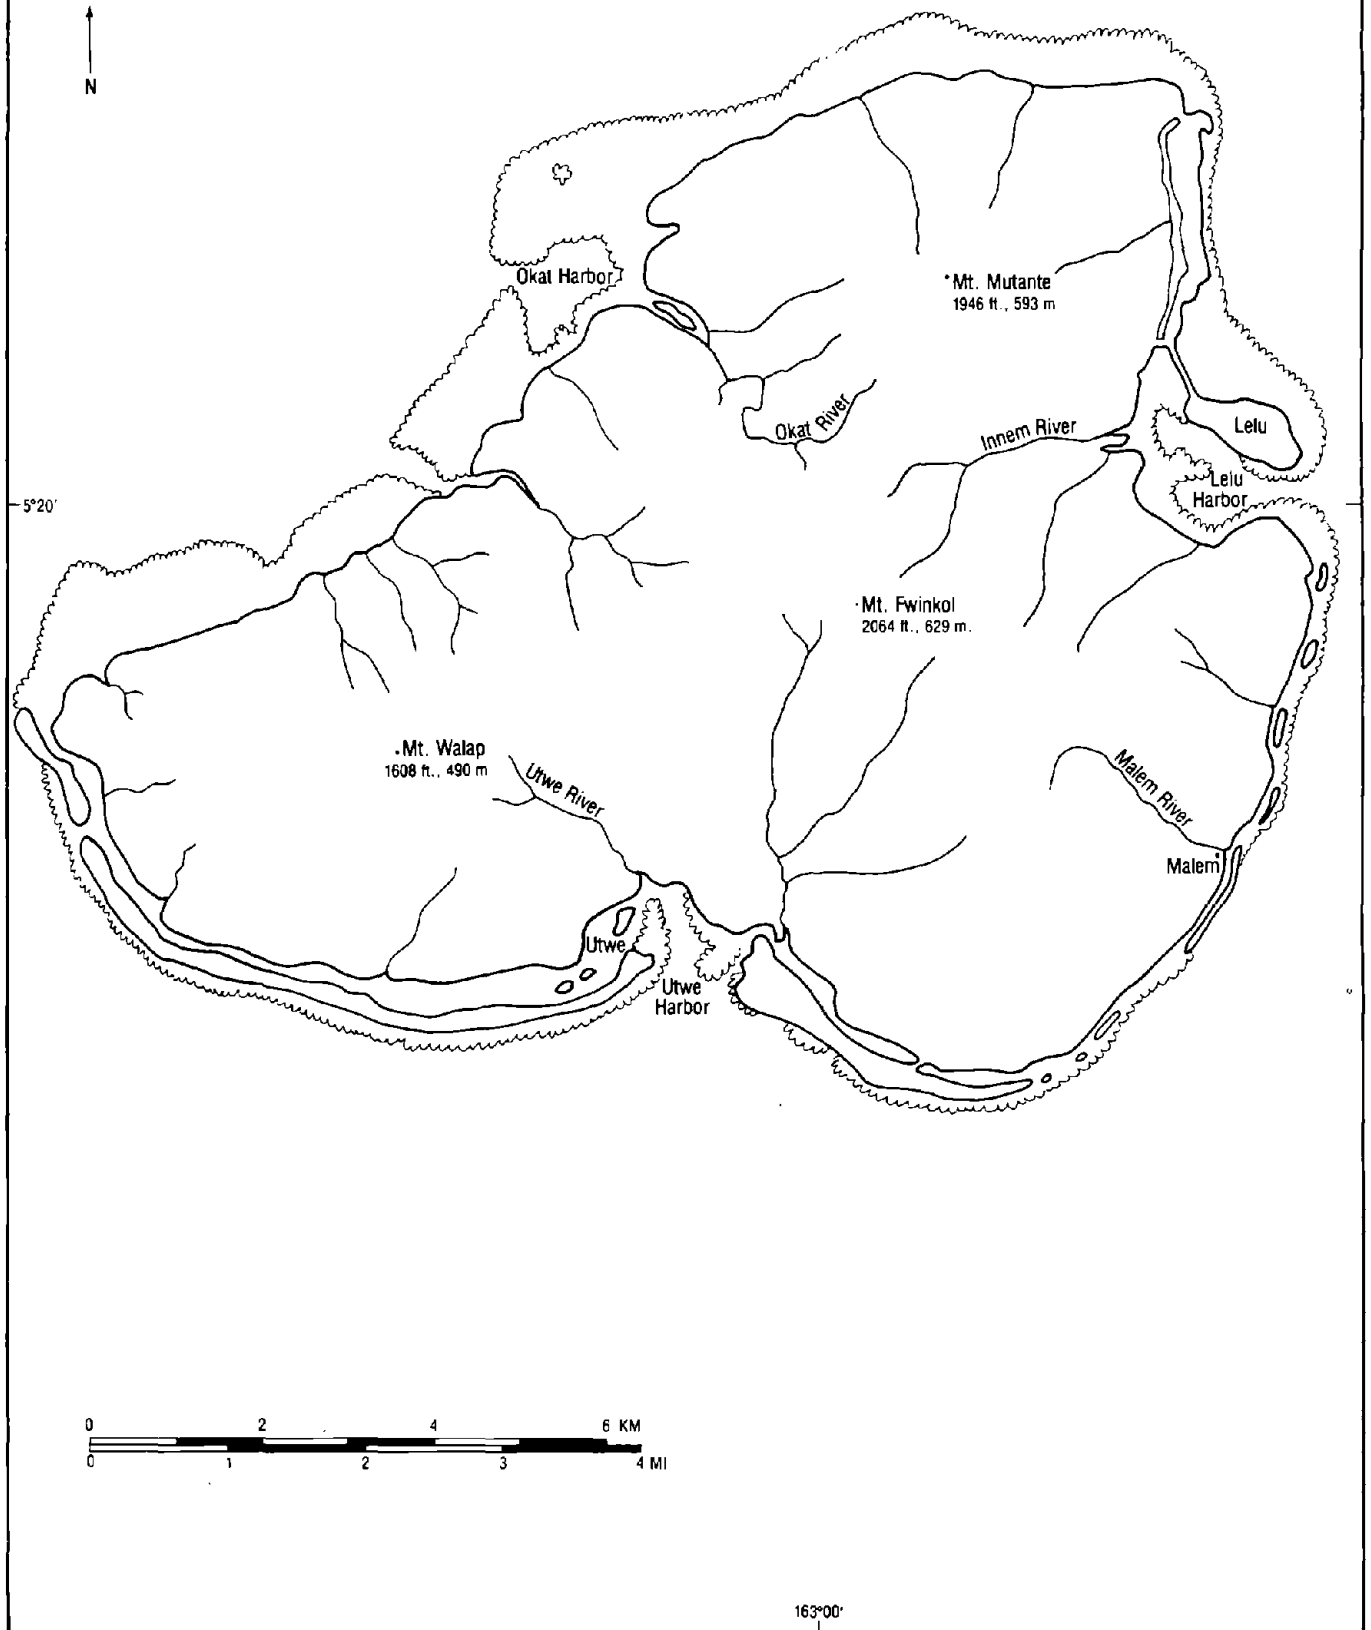 N
Okat Harbor
Mt. Mutante
1946 ft., 593 m
Okat River
Innem River
Lelu
Lelu
Harbor
5°20'
Mt. Fwinkol
2064 ft., 629 m.
Mt. Walap
1608 ft., 490 m
Utwe River
Malem River
Malem
Utwe
Utwe
Harbor
0 2 4 6 KM
0 1 2 3 4 MI
163°00'